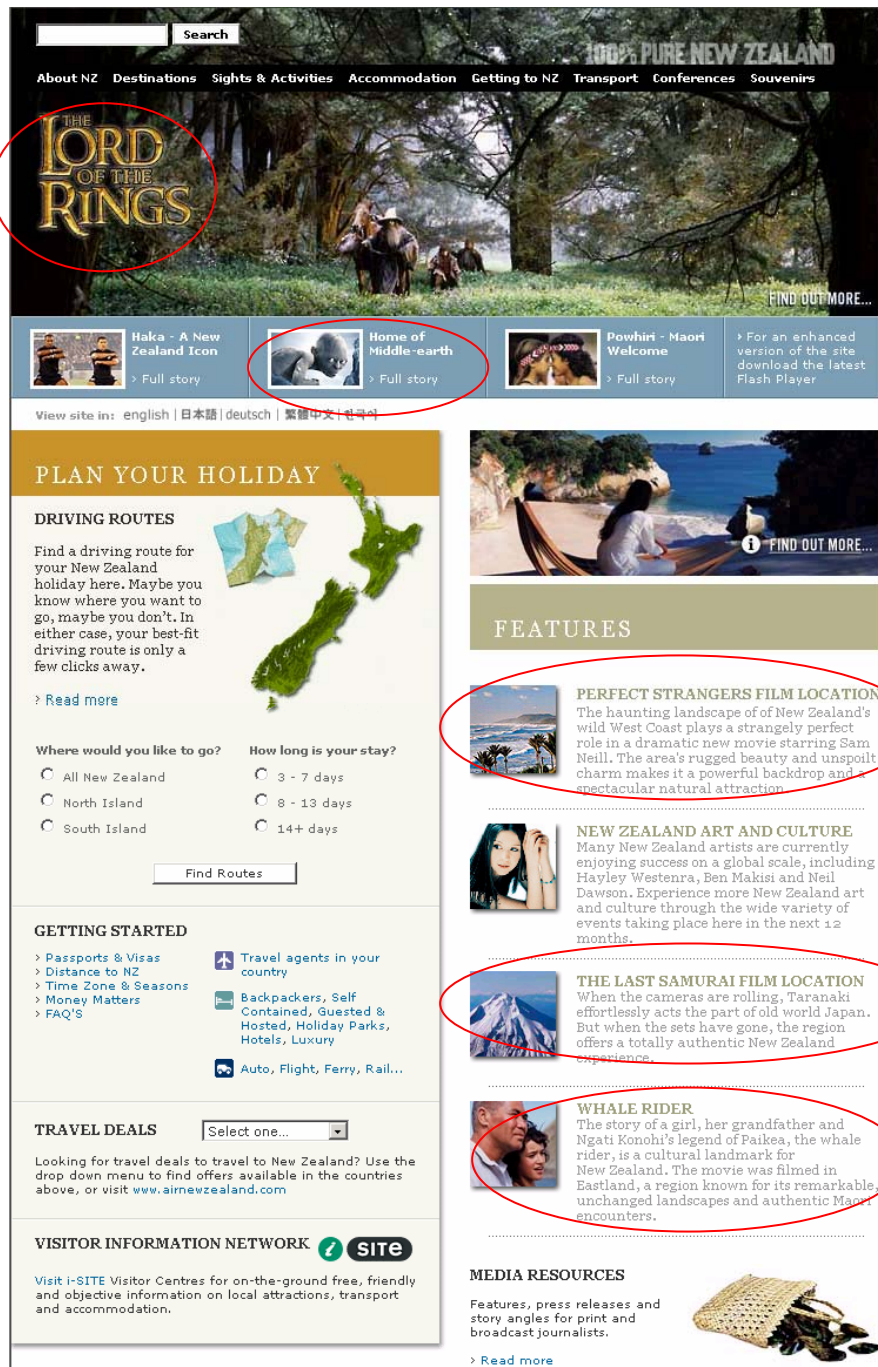 Search
100% PURE NEW ZEALAND
About NZ Destinations Sights & Activities Accommodation Getting to NZ Transport Conferences Souvenirs
THE
LORD
OF THE
RINGS
FIND OUT MORE...
Haka - A New
Zealand Icon
> Full story
Home of
Middle-earth
> Full story
Powhiri - Maori
Welcome
> Full story
> For an enhanced
version of the site
download the latest
Flash Player
View site in: english | 日本語 | deutsch | 繁體中文 | 한국어
PLAN YOUR HOLIDAY
DRIVING ROUTES
Find a driving route for
your New Zealand
holiday here. Maybe you
know where you want to
go, maybe you don't. In
either case, your best-fit
driving route is only a
few clicks away.
> Read more
Where would you like to go?
All New Zealand
North Island
South Island
How long is your stay?
3 - 7 days
8 - 13 days
14+ days
Find Routes
GETTING STARTED
> Passports & Visas
> Distance to NZ
> Time Zone & Seasons
> Money Matters
> FAQ'S
Travel agents in your
country
Backpackers, Self
Contained, Guested &
Hosted, Holiday Parks,
Hotels, Luxury
Auto, Flight, Ferry, Rail...
TRAVEL DEALS
Select one...
Looking for travel deals to travel to New Zealand? Use the
drop down menu to find offers available in the countries
above, or visit www.airnewzealand.com
VISITOR INFORMATION NETWORK
i SITe
Visit i-SITE Visitor Centres for on-the-ground free, friendly
and objective information on local attractions, transport
and accommodation.
i FIND OUT MORE...
FEATURES
PERFECT STRANGERS FILM LOCATION
The haunting landscape of of New Zealand's
wild West Coast plays a strangely perfect
role in a dramatic new movie starring Sam
Neill. The area's rugged beauty and unspoilt
charm makes it a powerful backdrop and a
spectacular natural attraction.
NEW ZEALAND ART AND CULTURE
Many New Zealand artists are currently
enjoying success on a global scale, including
Hayley Westenra, Ben Makisi and Neil
Dawson. Experience more New Zealand art
and culture through the wide variety of
events taking place here in the next 12
months.
THE LAST SAMURAI FILM LOCATION
When the cameras are rolling, Taranaki
effortlessly acts the part of old world Japan.
But when the sets have gone, the region
offers a totally authentic New Zealand
experience.
WHALE RIDER
The story of a girl, her grandfather and
Ngati Konohi's legend of Paikea, the whale
rider, is a cultural landmark for
New Zealand. The movie was filmed in
Eastland, a region known for its remarkable,
unchanged landscapes and authentic Maori
encounters.
MEDIA RESOURCES
Features, press releases and
story angles for print and
broadcast journalists.
> Read more